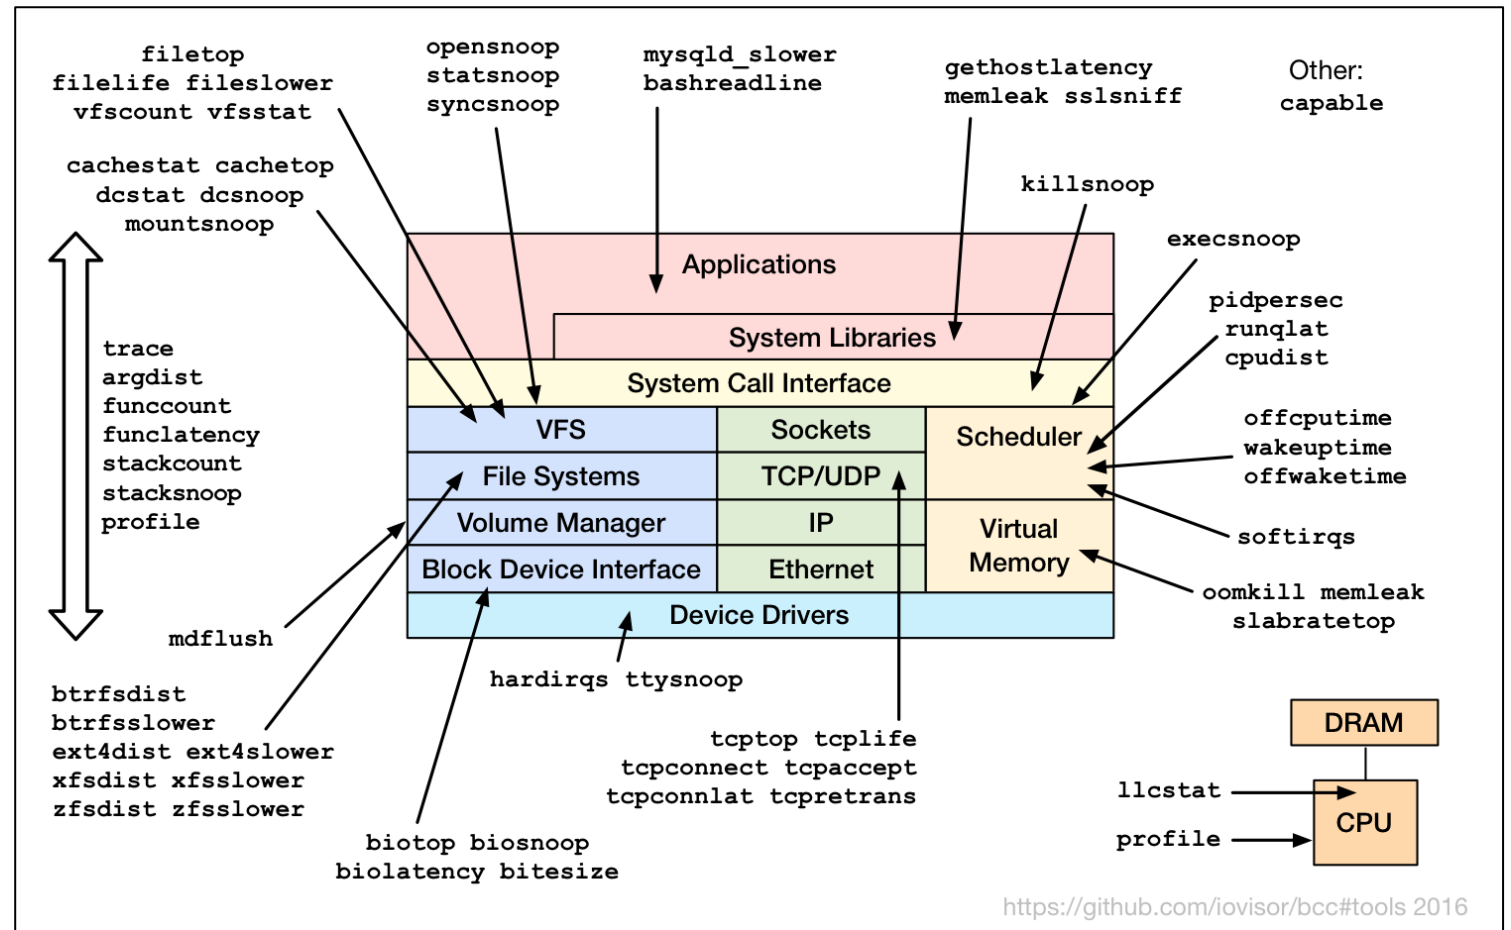 filetop
filelife fileslower
vfscount vfsstat
opensnoop
statsnoop
syncsnoop
mysqld_slower
bashreadline
gethostlatency
memleak sslsniff
Other:
capable
cachestat cachetop
dcstat dcsnoop
mountsnoop
killsnoop
execsnoop
pidpersec
runqlat
cpudist
offcputime
wakeuptime
offwaketime
softirqs
oomkill memleak
slabratetop
trace
argdist
funccount
funclatency
stackcount
stacksnoop
profile
Applications
System Libraries
System Call Interface
VFS
Sockets
Scheduler
File Systems
TCP/UDP
Volume Manager
IP
Virtual
Memory
Block Device Interface
Ethernet
Device Drivers
mdflush
hardirqs ttysnoop
btrfsdist
btrfsslower
ext4dist ext4slower
xfsdist xfsslower
zfsdist zfsslower
tcptop tcplife
tcpconnect tcpaccept
tcpconnlat tcpretrans
biotop biosnoop
biolatency bitesize
DRAM
llcstat
CPU
profile
https://github.com/iovisor/bcc#tools 2016